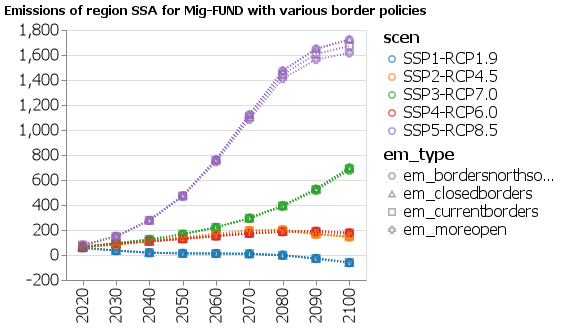 Emissions of region SSA for Mig-FUND with various border policies
1,800
1,600
1,400
1,200
1,000
800
600
400
200
0
-200
2020
2030
2040
2050
2060
2070
2080
2090
2100
scen
SSP1-RCP1.9
SSP2-RCP4.5
SSP3-RCP7.0
SSP4-RCP6.0
SSP5-RCP8.5
em_type
em_bordersnorthso...
em_closedborders
em_currentborders
em_moreopen